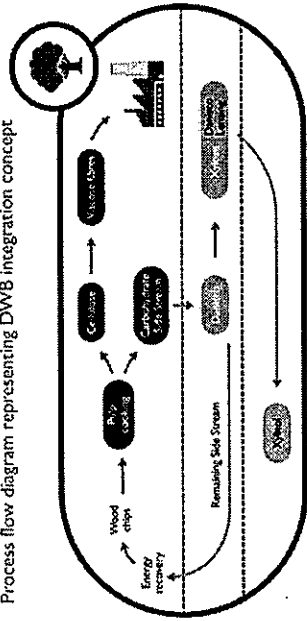 Process flow diagram representing DWB integration concept
Wood
chips
Energy
recovery
Pulp
cooking
Cellulose
Viscose fibres
Carbohydrate
Side Stream
Remaining Side Stream
Xylitol